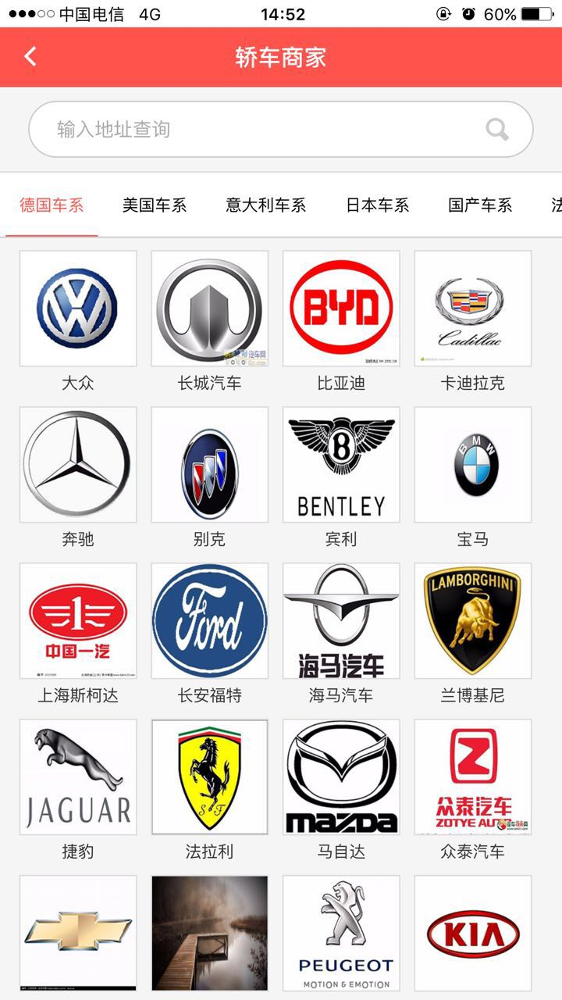 中国电信 4G 14:52 60%
轿车商家
输入地址查询
德国车系 美国车系 意大利车系 日本车系 国产车系
BYD
Cadillac
大众 长城汽车 比亚迪 卡迪拉克
B
BENTLEY
BMW
奔驰 别克 宾利 宝马
中国一汽
Ford
海马汽车
LAMBORGHINI
上海斯柯达 长安福特 海马汽车 兰博基尼
JAGUAR
S F
mazda
众泰汽车
ZOTYE AUTO
捷豹 法拉利 马自达 众泰汽车
PEUGEOT
MOTION & EMOTION
KIA